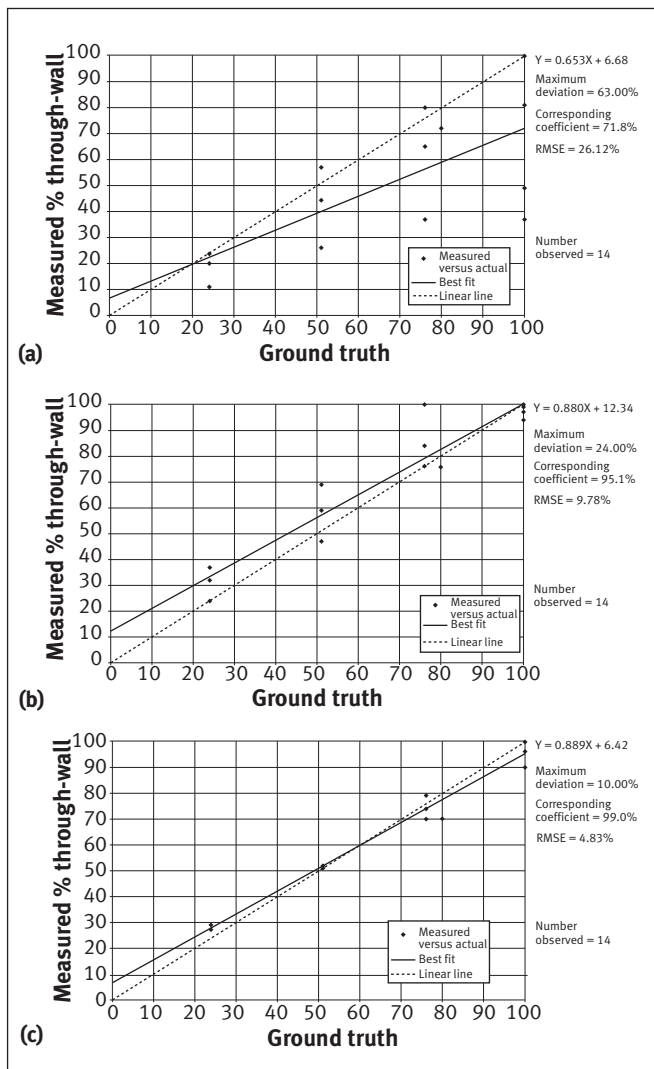 100
90
80
70
60
50
40
30
20
10
0
Measured % through-wall
0 10 20 30 40 50 60 70 80 90 100
Ground truth
(a)
Y = 0.653X + 6.68
Maximum
deviation = 63.00%
Corresponding
coefficient = 71.8%
RMSE = 26.12%
Number
observed = 14
Measured
versus actual
Best fit
Linear line
100
90
80
70
60
50
40
30
20
10
0
Measured % through-wall
0 10 20 30 40 50 60 70 80 90 100
Ground truth
(b)
Y = 0.880X + 12.34
Maximum
deviation = 24.00%
Corresponding
coefficient = 95.1%
RMSE = 9.78%
Number
observed = 14
Measured
versus actual
Best fit
Linear line
100
90
80
70
60
50
40
30
20
10
0
Measured % through-wall
0 10 20 30 40 50 60 70 80 90 100
Ground truth
(c)
Y = 0.889X + 6.42
Maximum
deviation = 10.00%
Corresponding
coefficient = 99.0%
RMSE = 4.83%
Number
observed = 14
Measured
versus actual
Best fit
Linear line